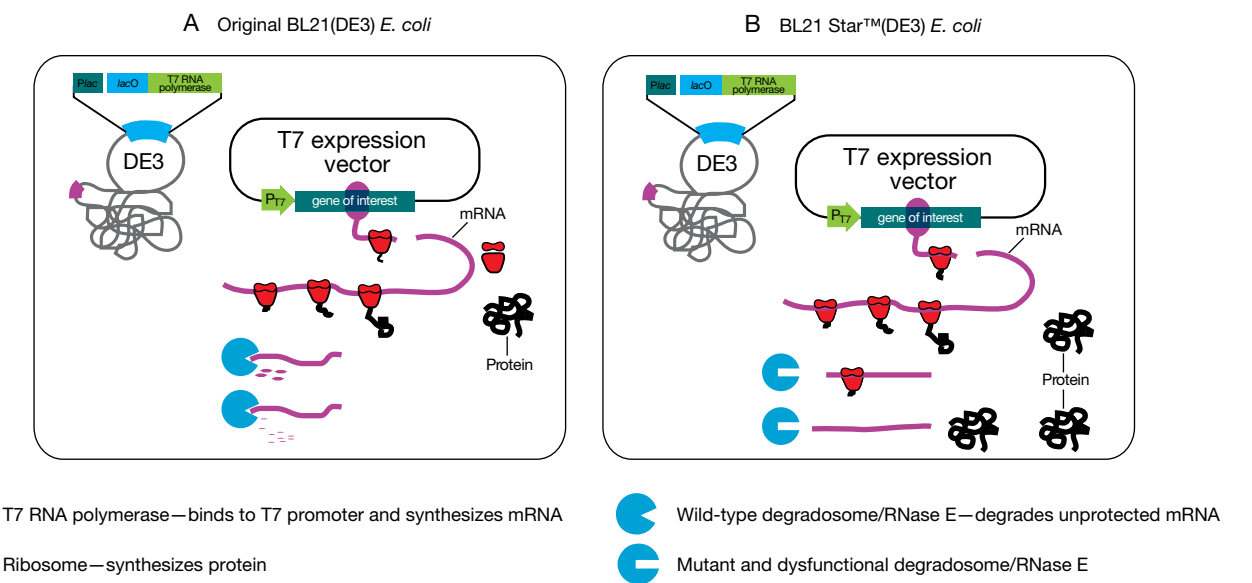 A Original BL21(DE3) E. coli
Plac
lacO
T7 RNA
polymerase
DE3
T7 expression
vector
PT7
gene of interest
mRNA
Protein
B BL21 Star™(DE3) E. coli
Plac
lacO
T7 RNA
polymerase
DE3
T7 expression
vector
PT7
gene of interest
mRNA
Protein
T7 RNA polymerase—binds to T7 promoter and synthesizes mRNA
Ribosome—synthesizes protein
Wild-type degradosome/RNase E—degrades unprotected mRNA
Mutant and dysfunctional degradosome/RNase E